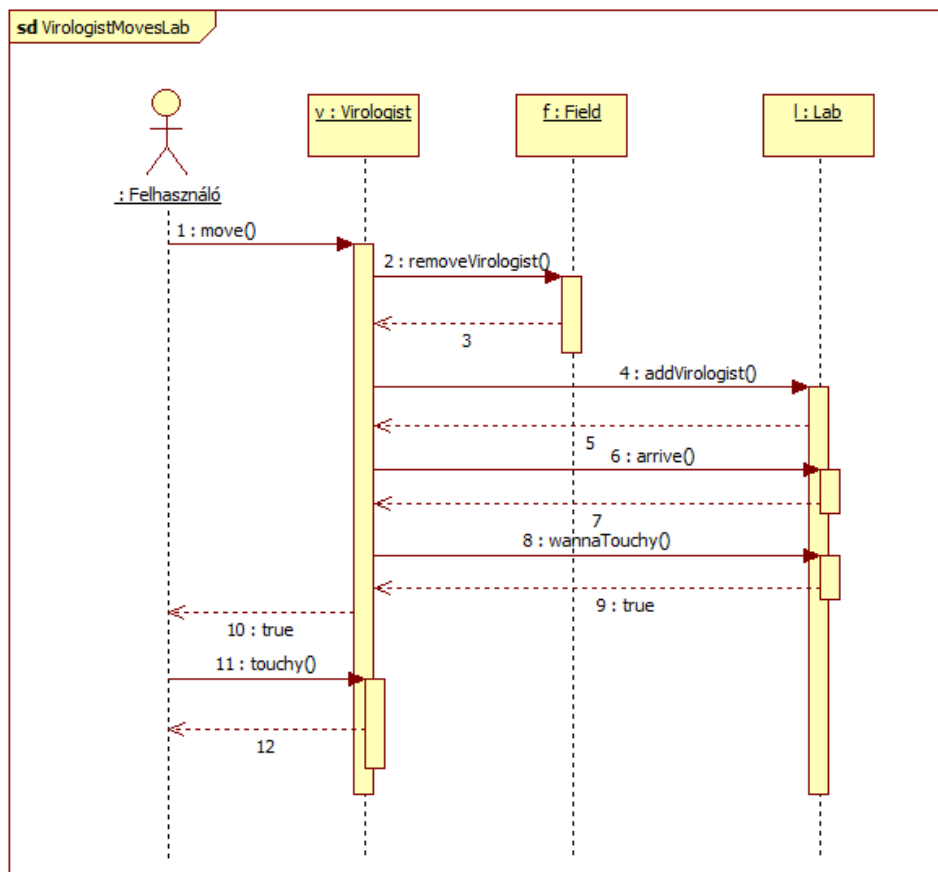 sd VirologistMovesLab
v : Virologist
f : Field
l : Lab
: Felhasználó
1 : move()
2 : removeVirologist()
3
4 : addVirologist()
5
6 : arrive()
7
8 : wannaTouchy()
9 : true
10 : true
11 : touchy()
12